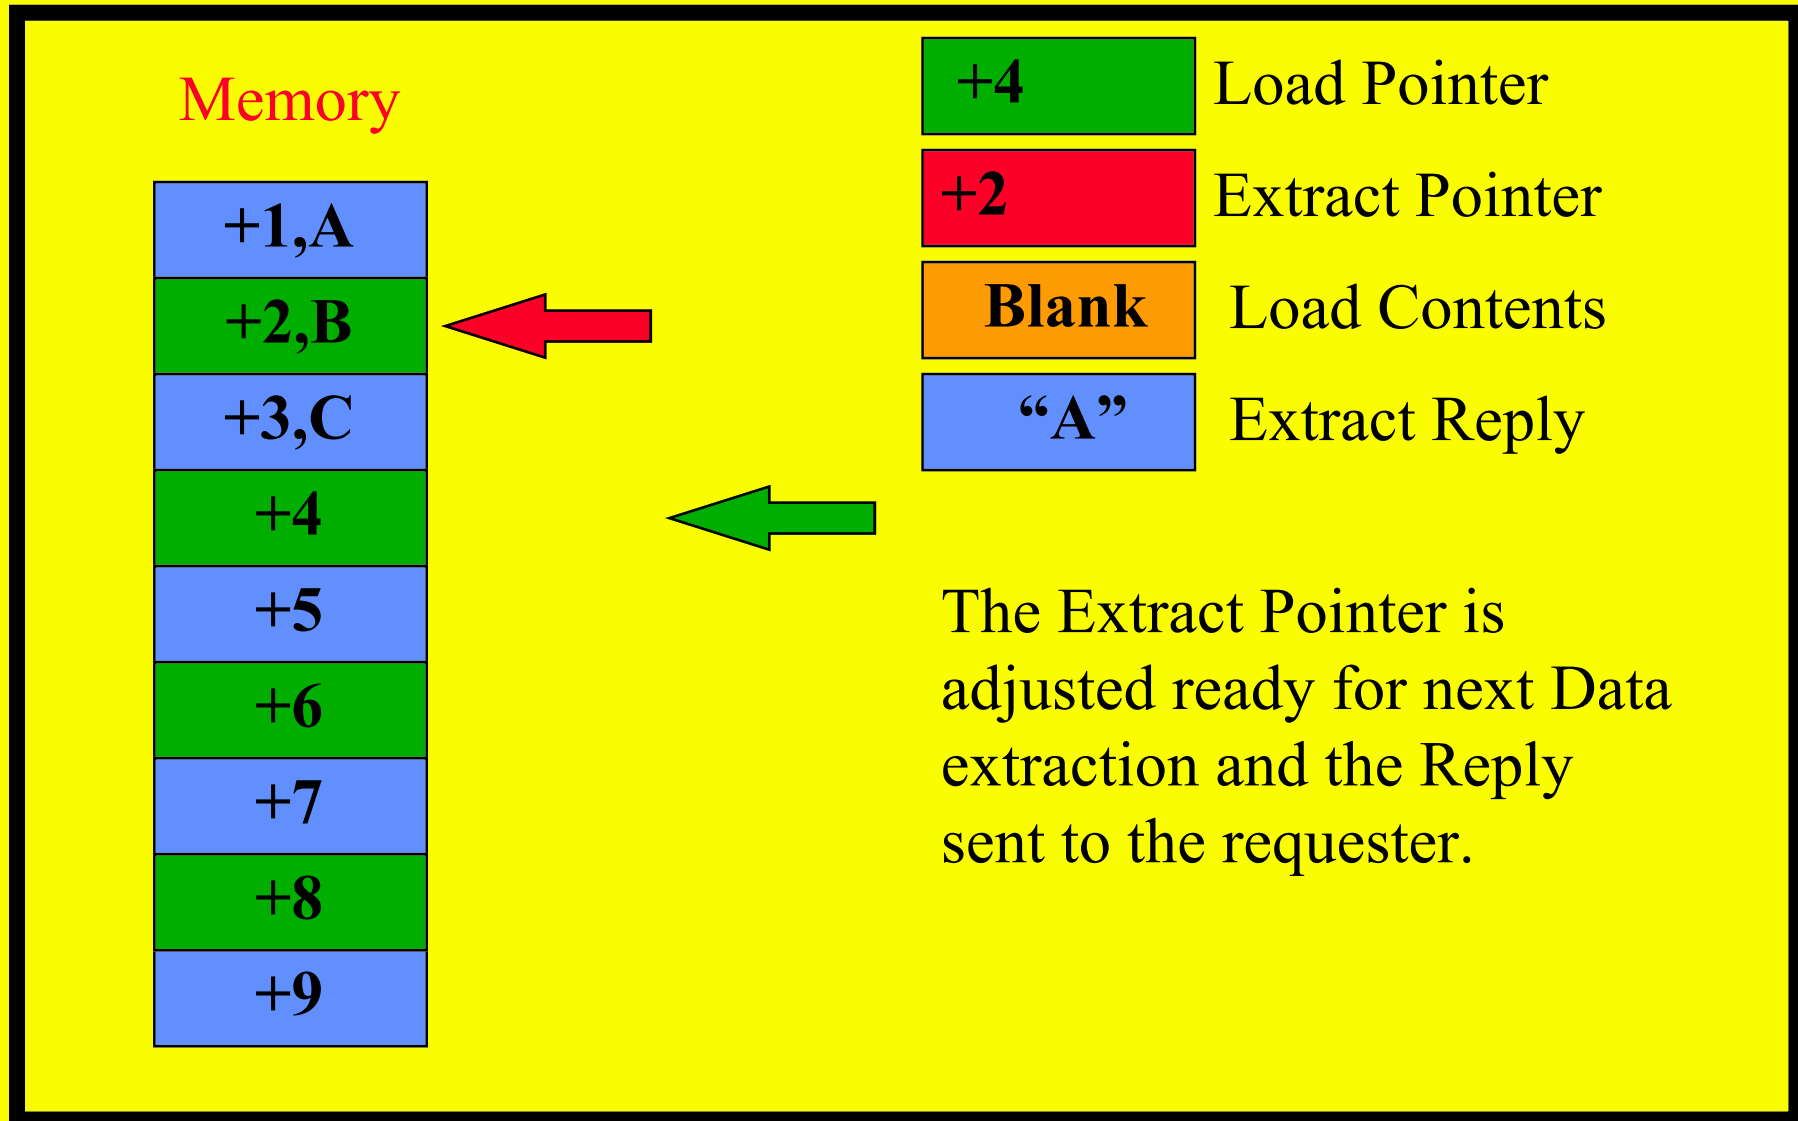 Memory
+1,A
+2,B
+3,C
+4
+5
+6
+7
+8
+9
+4 Load Pointer
+2 Extract Pointer
Blank Load Contents
“A” Extract Reply
The Extract Pointer is
adjusted ready for next Data
extraction and the Reply
sent to the requester.